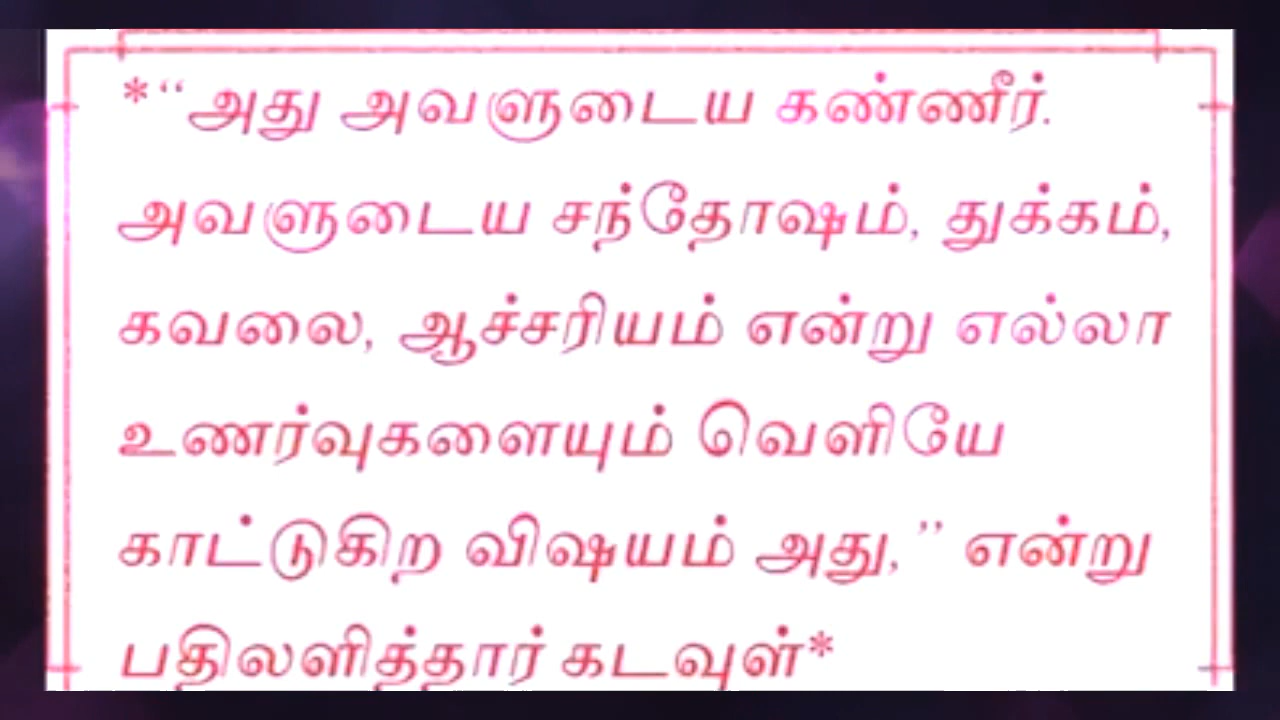 *“அது அவளுடைய கண்ணீர்.
அவளுடைய சந்தோஷம், துக்கம்,
கவலை, ஆச்சரியம் என்று எல்லா
உணர்வுகளையும் வெளியே
காட்டுகிற விஷயம் அது,” என்று
பதிலளித்தார் கடவுள்*